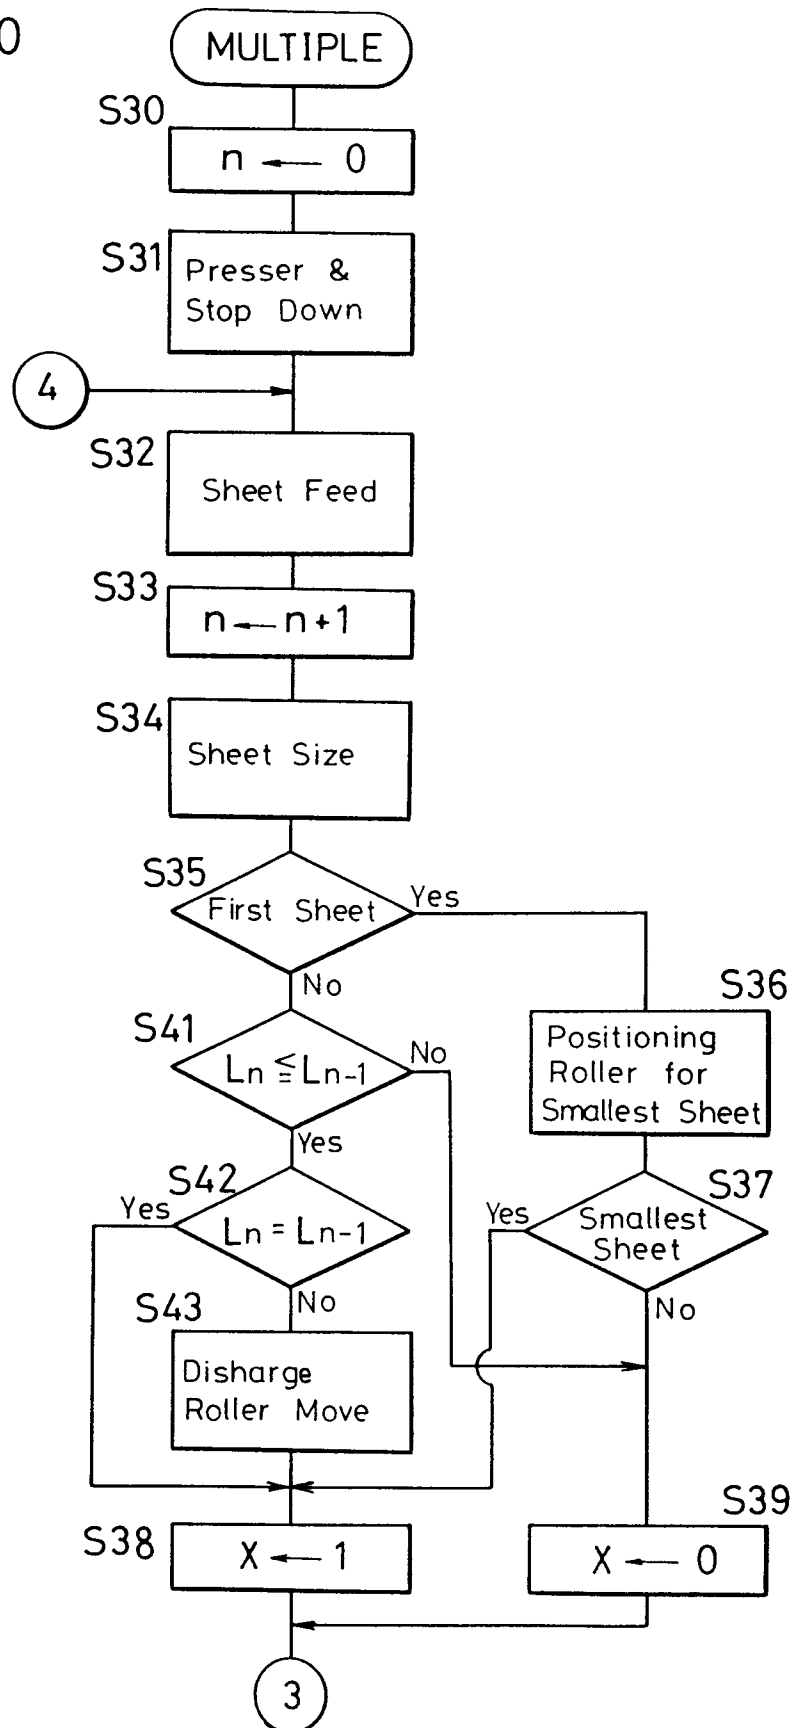 0
MULTIPLE
S30
n ← 0
S31
Presser &
Stop Down
4
S32
Sheet Feed
S33
n ← n+1
S34
Sheet Size
S35
First Sheet
Yes
No
S36
Positioning
Roller for
Smallest Sheet
S41
Ln ≦ Ln-1
No
Yes
S42
Yes
Ln = Ln-1
No
S37
Yes
Smallest
Sheet
No
S43
Disharge
Roller Move
S38
X ← 1
S39
X ← 0
3